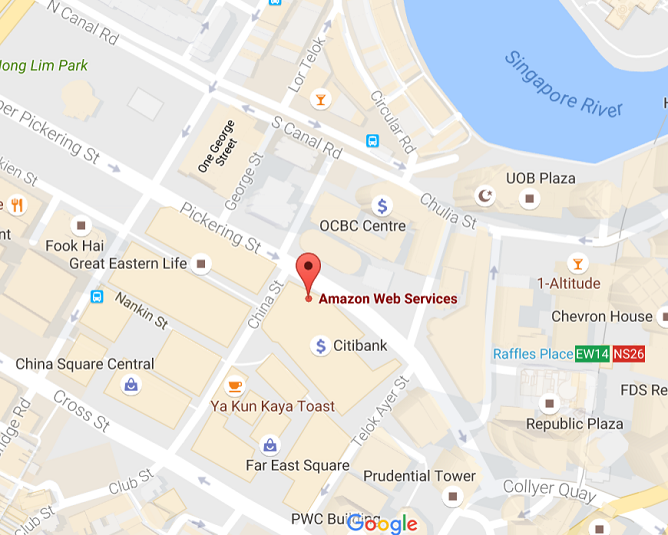 N Canal Rd
Hong Lim Park
Lor Telok
Circular Rd
Singapore River
Upper Pickering St
One George
Street
S Canal Rd
George St
Chulia St
UOB Plaza
OCBC Centre
Pickering St
Fook Hai
Great Eastern Life
1-Altitude
China St
Amazon Web Services
Nankin St
Chevron House
Citibank
Raffles Place EW14 NS26
China Square Central
Ya Kun Kaya Toast
Telok Ayer St
FDS Re
Republic Plaza
Cross St
Far East Square
Prudential Tower
Club St
Collyer Quay
PWC Building
Google
Club St